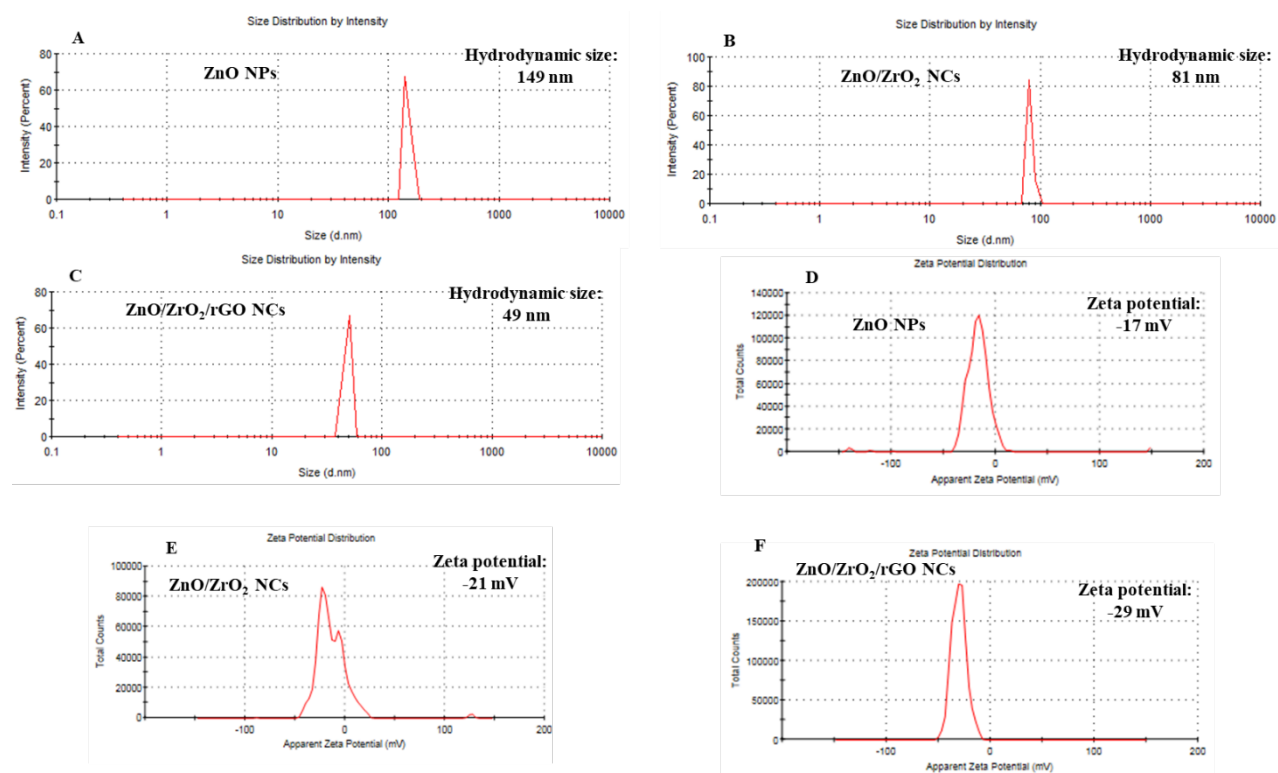 Size Distribution by Intensity
A
ZnO NPs
Hydrodynamic size:
149 nm
Intensity (Percent)
80
60
40
20
0
0.1 1 10 100 1000 10000
Size (d.nm)
Size Distribution by Intensity
B
ZnO/ZrO₂ NCs
Hydrodynamic size:
81 nm
Intensity (Percent)
100
80
60
40
20
0
0.1 1 10 100 1000 10000
Size (d.nm)
Size Distribution by Intensity
C
ZnO/ZrO₂/rGO NCs
Hydrodynamic size:
49 nm
Intensity (Percent)
80
60
40
20
0
0.1 1 10 100 1000 10000
Size (d.nm)
Zeta Potential Distribution
D
ZnO NPs
Zeta potential:
-17 mV
Total Counts
140000
120000
100000
80000
60000
40000
20000
0
-100 0 100 200
Apparent Zeta Potential (mV)
Zeta Potential Distribution
E
ZnO/ZrO₂ NCs
Zeta potential:
-21 mV
Total Counts
100000
80000
60000
40000
20000
0
-100 0 100 200
Apparent Zeta Potential (mV)
F
Zeta Potential Distribution
ZnO/ZrO₂/rGO NCs
Zeta potential:
-29 mV
Total Counts
200000
150000
100000
50000
0
-100 0 100 200
Apparent Zeta Potential (mV)